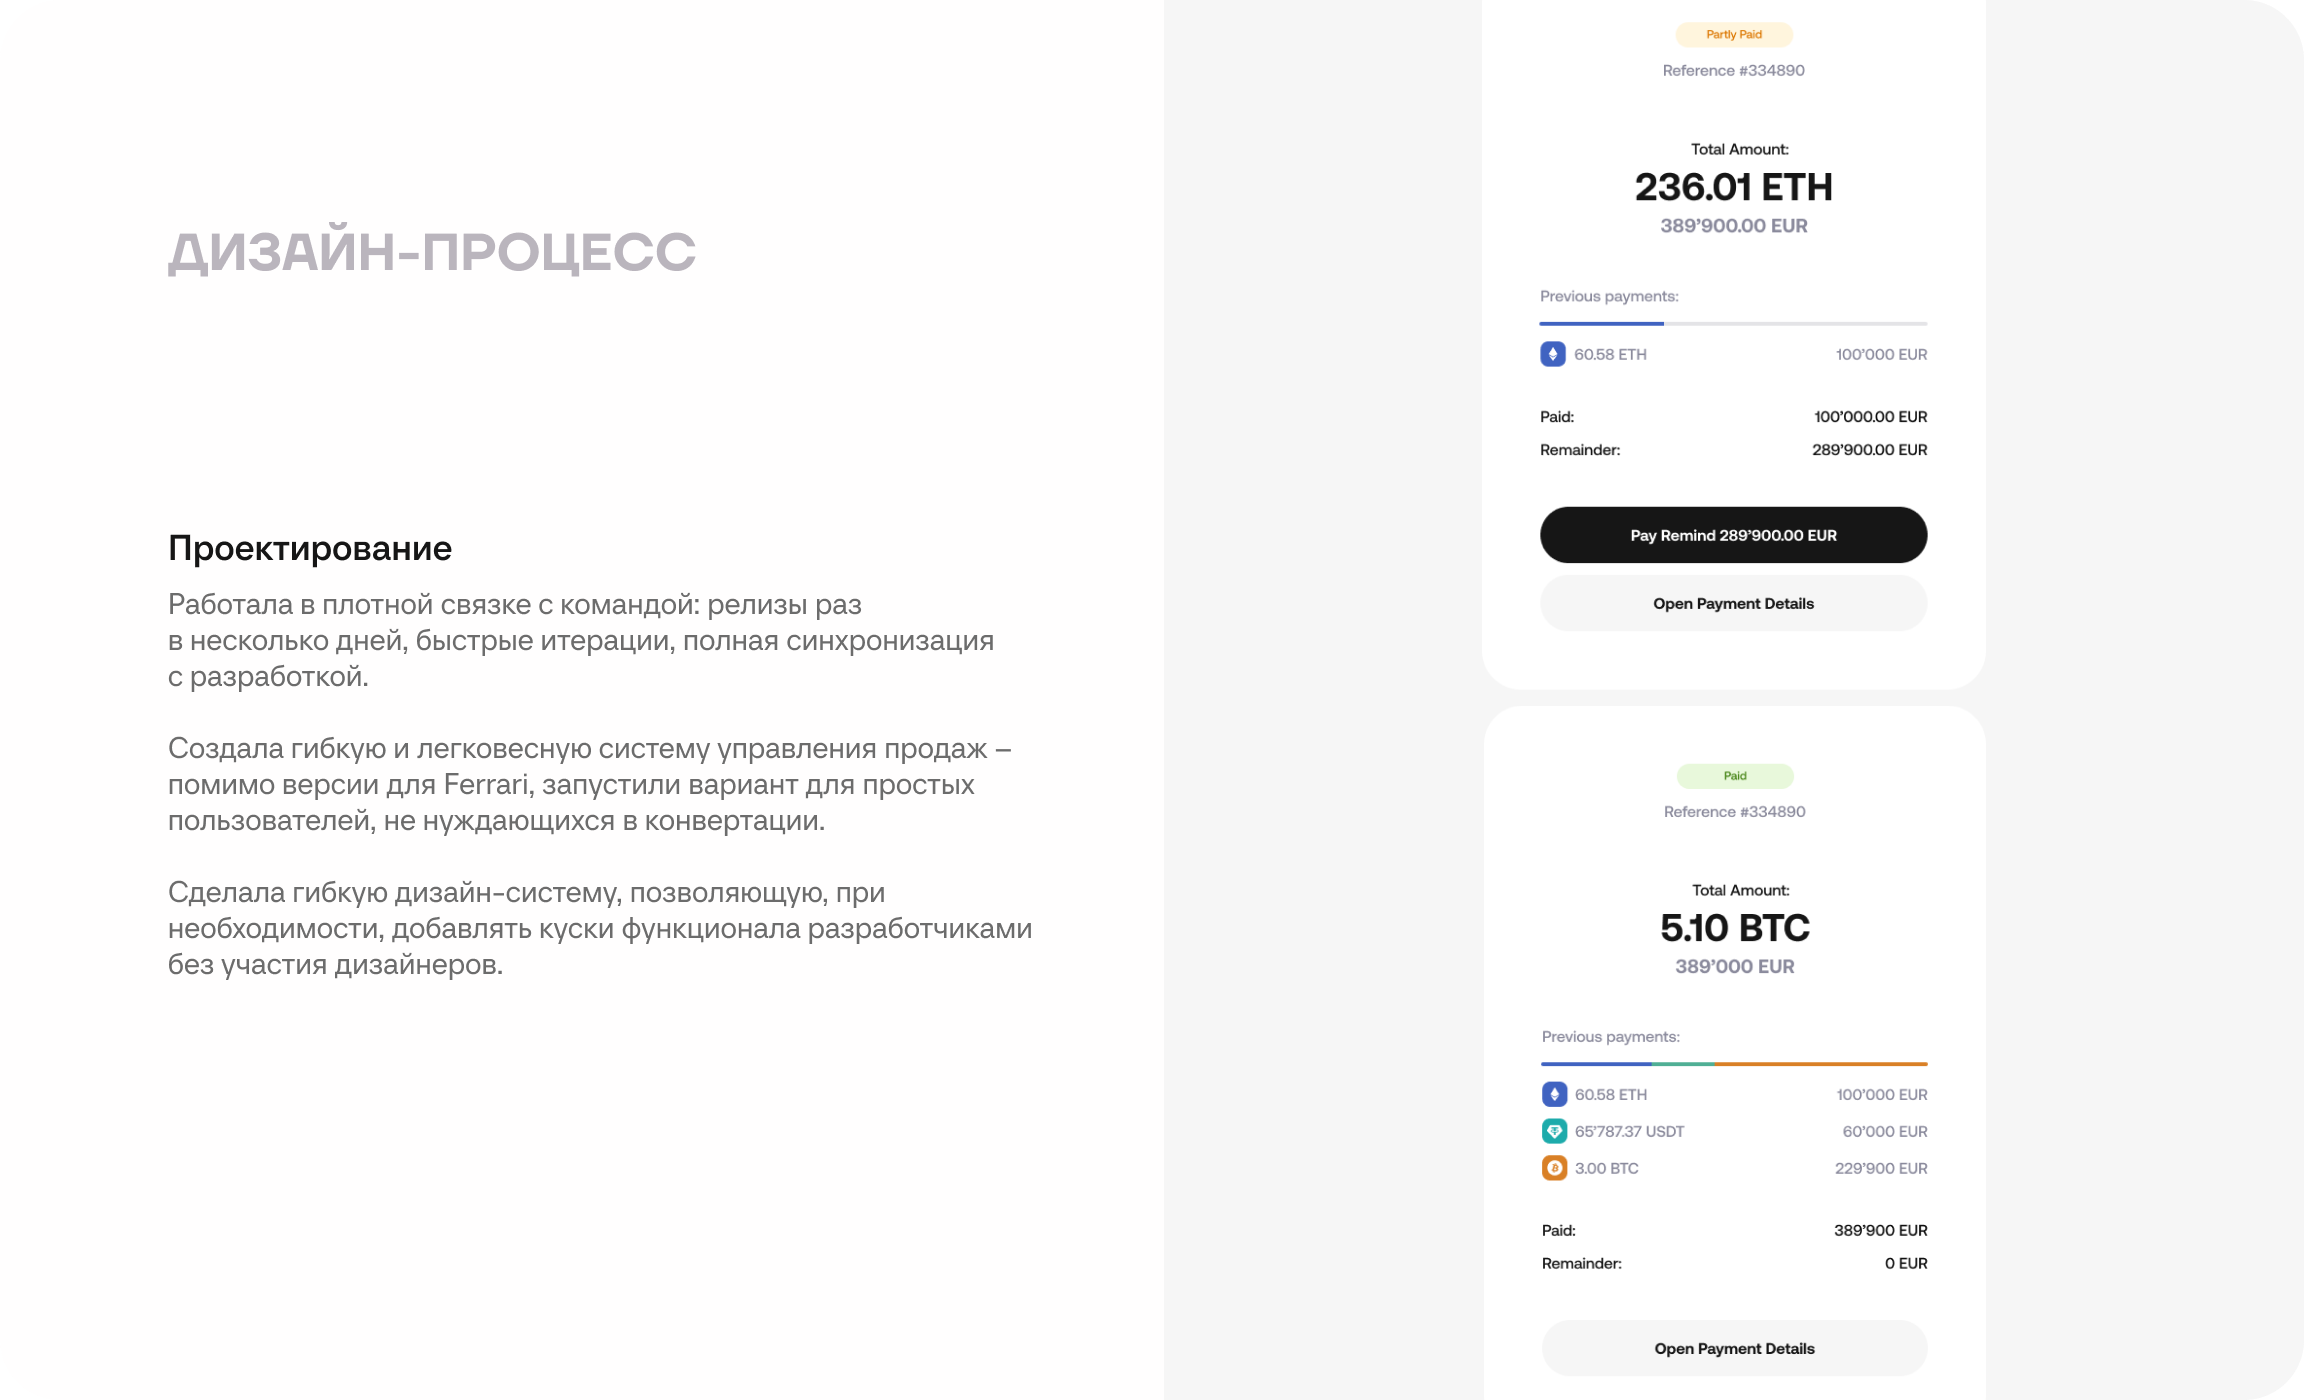 ДИЗАЙН-ПРОЦЕСС
Проектирование
Работала в плотной связке с командой: релизы раз
в несколько дней, быстрые итерации, полная синхронизация
с разработкой.
Создала гибкую и легковесную систему управления продаж –
помимо версии для Ferrari, запустили вариант для простых
пользователей, не нуждающихся в конвертации.
Сделала гибкую дизайн-систему, позволяющую, при
необходимости, добавлять куски функционала разработчиками
без участия дизайнеров.
Partly Paid
Reference #334890
Total Amount:
236.01 ETH
389’900.00 EUR
Previous payments:
60.58 ETH 100’000 EUR
Paid: 100’000.00 EUR
Remainder: 289’900.00 EUR
Pay Remind 289’900.00 EUR
Open Payment Details
Paid
Reference #334890
Total Amount:
5.10 BTC
389’000 EUR
Previous payments:
60.58 ETH 100’000 EUR
65’787.37 USDT 60’000 EUR
3.00 BTC 229’900 EUR
Paid: 389’900 EUR
Remainder: 0 EUR
Open Payment Details